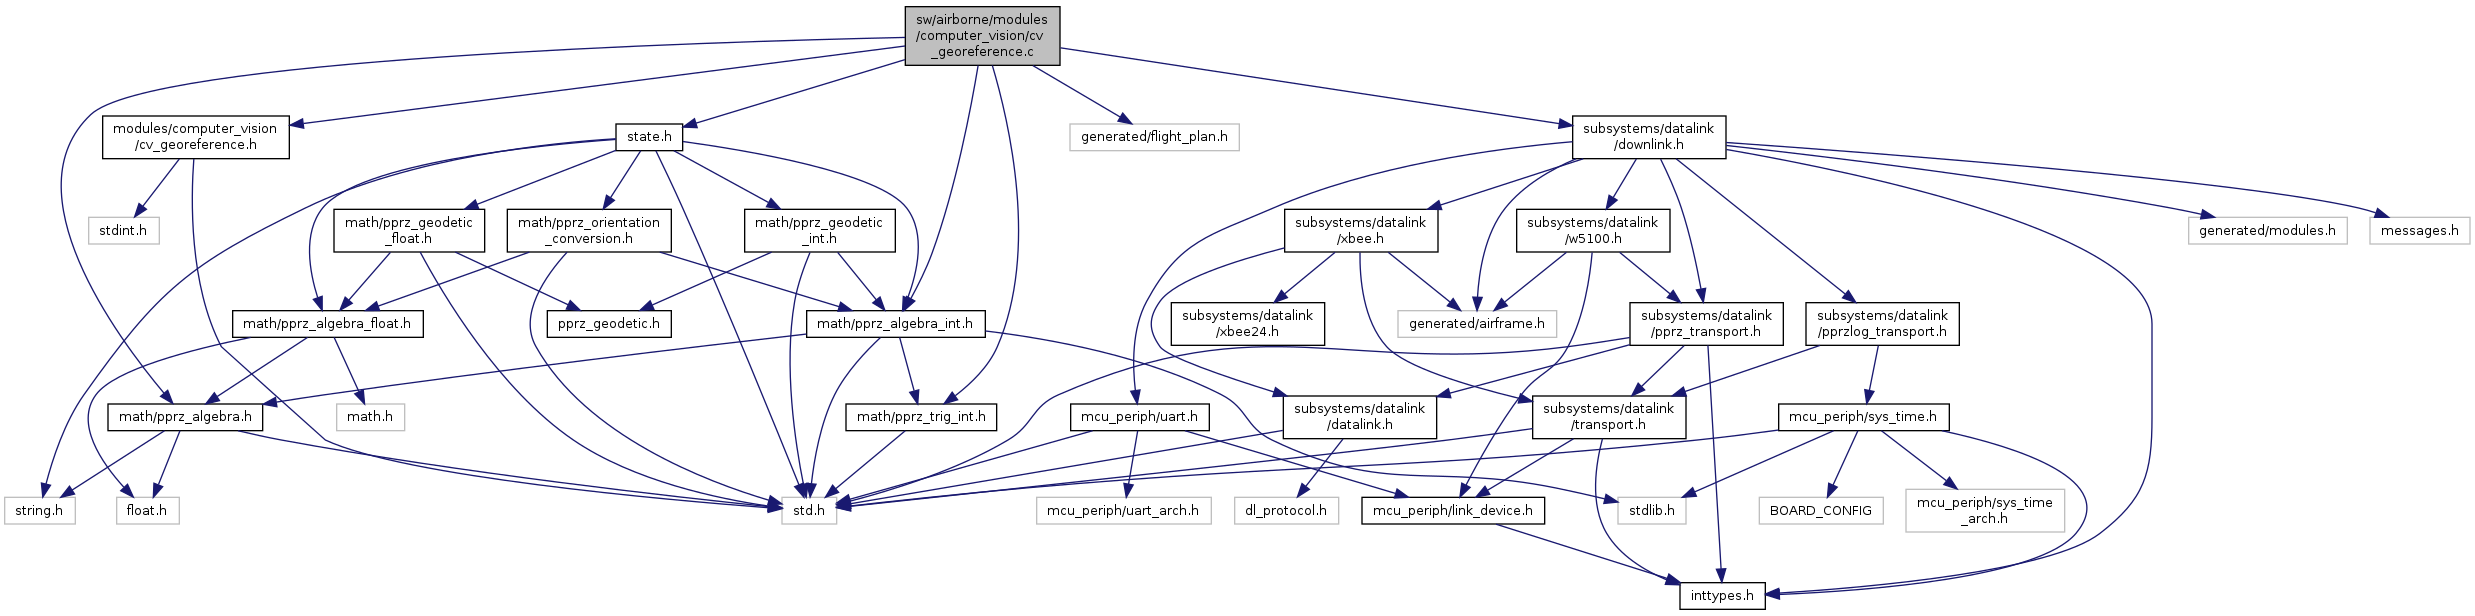 sw/airborne/modules
/computer_vision/cv
_georeference.c
modules/computer_vision
/cv_georeference.h
state.h
generated/flight_plan.h
subsystems/datalink
/downlink.h
stdint.h
math/pprz_geodetic
_float.h
math/pprz_orientation
_conversion.h
math/pprz_geodetic
_int.h
subsystems/datalink
/xbee.h
subsystems/datalink
/w5100.h
generated/modules.h
messages.h
math/pprz_algebra_float.h
pprz_geodetic.h
math/pprz_algebra_int.h
subsystems/datalink
/xbee24.h
generated/airframe.h
subsystems/datalink
/pprz_transport.h
subsystems/datalink
/pprzlog_transport.h
math/pprz_algebra.h
math.h
math/pprz_trig_int.h
mcu_periph/uart.h
subsystems/datalink
/datalink.h
subsystems/datalink
/transport.h
mcu_periph/sys_time.h
string.h
float.h
std.h
mcu_periph/uart_arch.h
dl_protocol.h
mcu_periph/link_device.h
stdlib.h
BOARD_CONFIG
mcu_periph/sys_time
_arch.h
inttypes.h